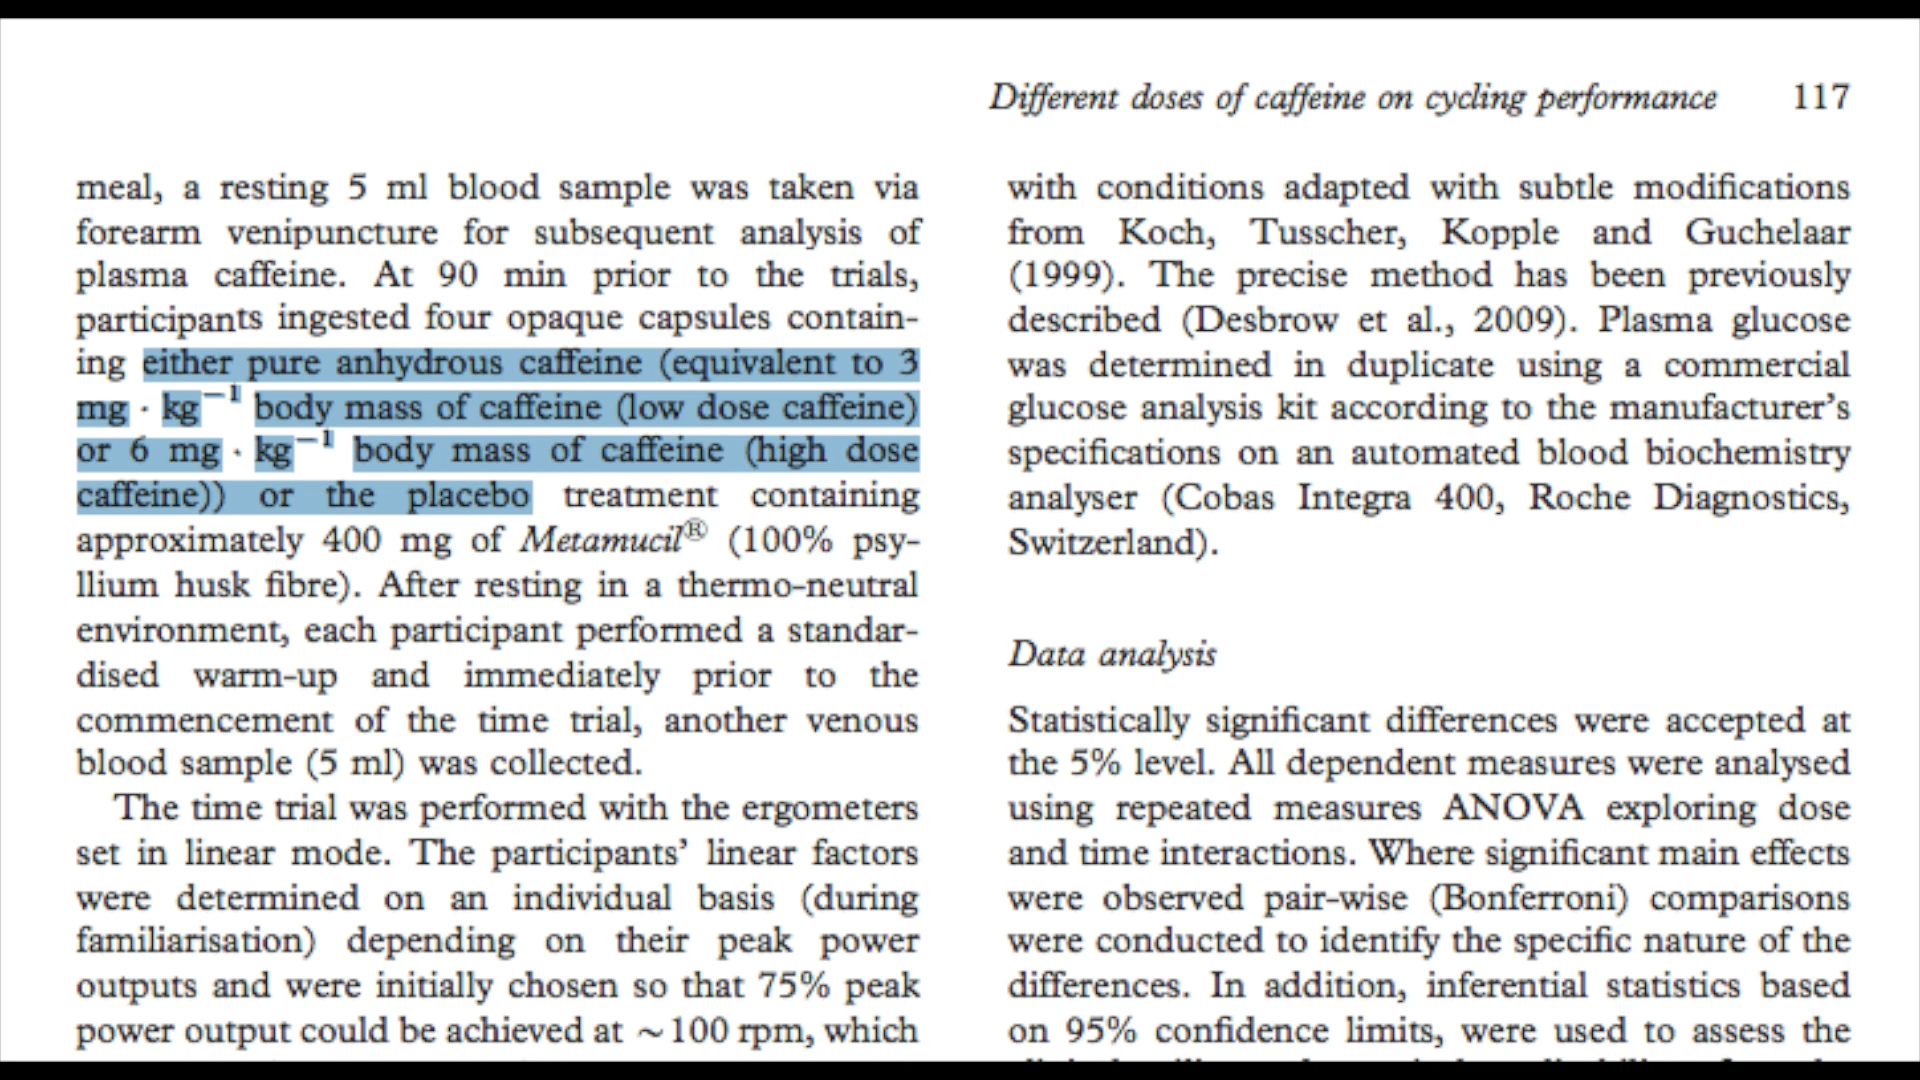 Different doses of caffeine on cycling performance 117
meal, a resting 5 ml blood sample was taken via
forearm venipuncture for subsequent analysis of
plasma caffeine. At 90 min prior to the trials,
participants ingested four opaque capsules contain-
ing either pure anhydrous caffeine (equivalent to 3
mg · kg⁻¹ body mass of caffeine (low dose caffeine)
or 6 mg · kg⁻¹ body mass of caffeine (high dose
caffeine)) or the placebo treatment containing
approximately 400 mg of Metamucil® (100% psy-
llium husk fibre). After resting in a thermo-neutral
environment, each participant performed a standar-
dised warm-up and immediately prior to the
commencement of the time trial, another venous
blood sample (5 ml) was collected.
The time trial was performed with the ergometers
set in linear mode. The participants’ linear factors
were determined on an individual basis (during
familiarisation) depending on their peak power
outputs and were initially chosen so that 75% peak
power output could be achieved at ~100 rpm, which
with conditions adapted with subtle modifications
from Koch, Tusscher, Kopple and Guchelaar
(1999). The precise method has been previously
described (Desbrow et al., 2009). Plasma glucose
was determined in duplicate using a commercial
glucose analysis kit according to the manufacturer’s
specifications on an automated blood biochemistry
analyser (Cobas Integra 400, Roche Diagnostics,
Switzerland).
Data analysis
Statistically significant differences were accepted at
the 5% level. All dependent measures were analysed
using repeated measures ANOVA exploring dose
and time interactions. Where significant main effects
were observed pair-wise (Bonferroni) comparisons
were conducted to identify the specific nature of the
differences. In addition, inferential statistics based
on 95% confidence limits, were used to assess the